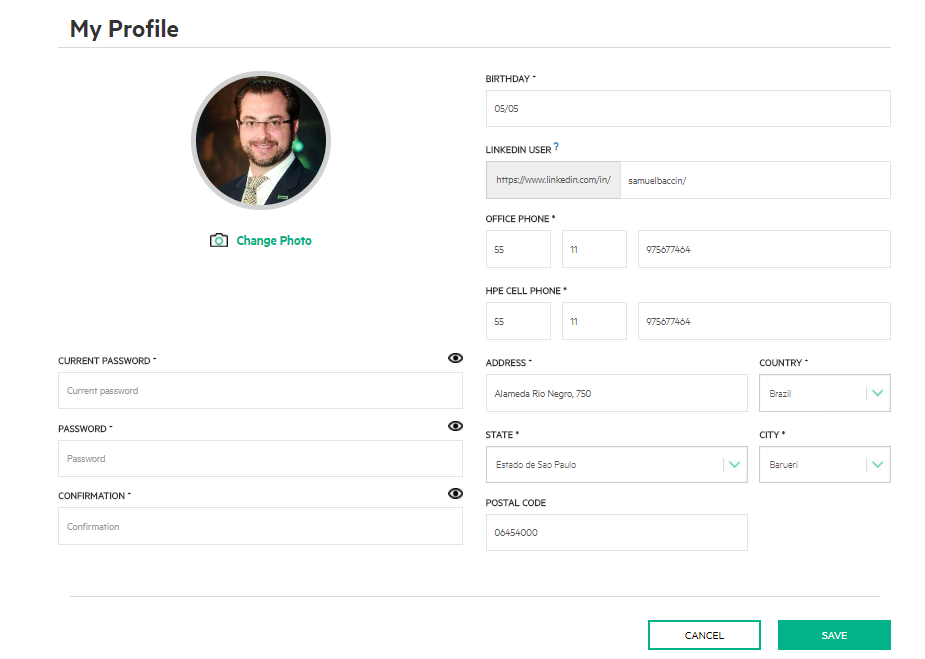 My Profile
Change Photo
CURRENT PASSWORD *
Current password
PASSWORD *
Password
CONFIRMATION *
Confirmation
BIRTHDAY *
05/05
LINKEDIN USER ?
https://www.linkedin.com/in/ samuelbaccin/
OFFICE PHONE *
55 11 975677464
HPE CELL PHONE *
55 11 975677464
ADDRESS * COUNTRY *
Alameda Rio Negro, 750 Brazil
STATE * CITY *
Estado de Sao Paulo Barueri
POSTAL CODE
06454000
CANCEL SAVE